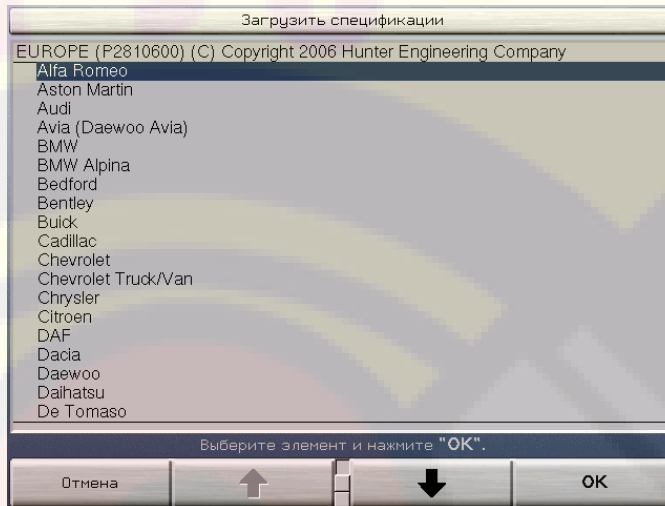 Загрузить спецификации
EUROPE (P2810600) (C) Copyright 2006 Hunter Engineering Company
Alfa Romeo
Aston Martin
Audi
Avia (Daewoo Avia)
BMW
BMW Alpina
Bedford
Bentley
Buick
Cadillac
Chevrolet
Chevrolet Truck/Van
Chrysler
Citroen
DAF
Dacia
Daewoo
Daihatsu
De Tomaso
Выберите элемент и нажмите "OK".
Отмена OK